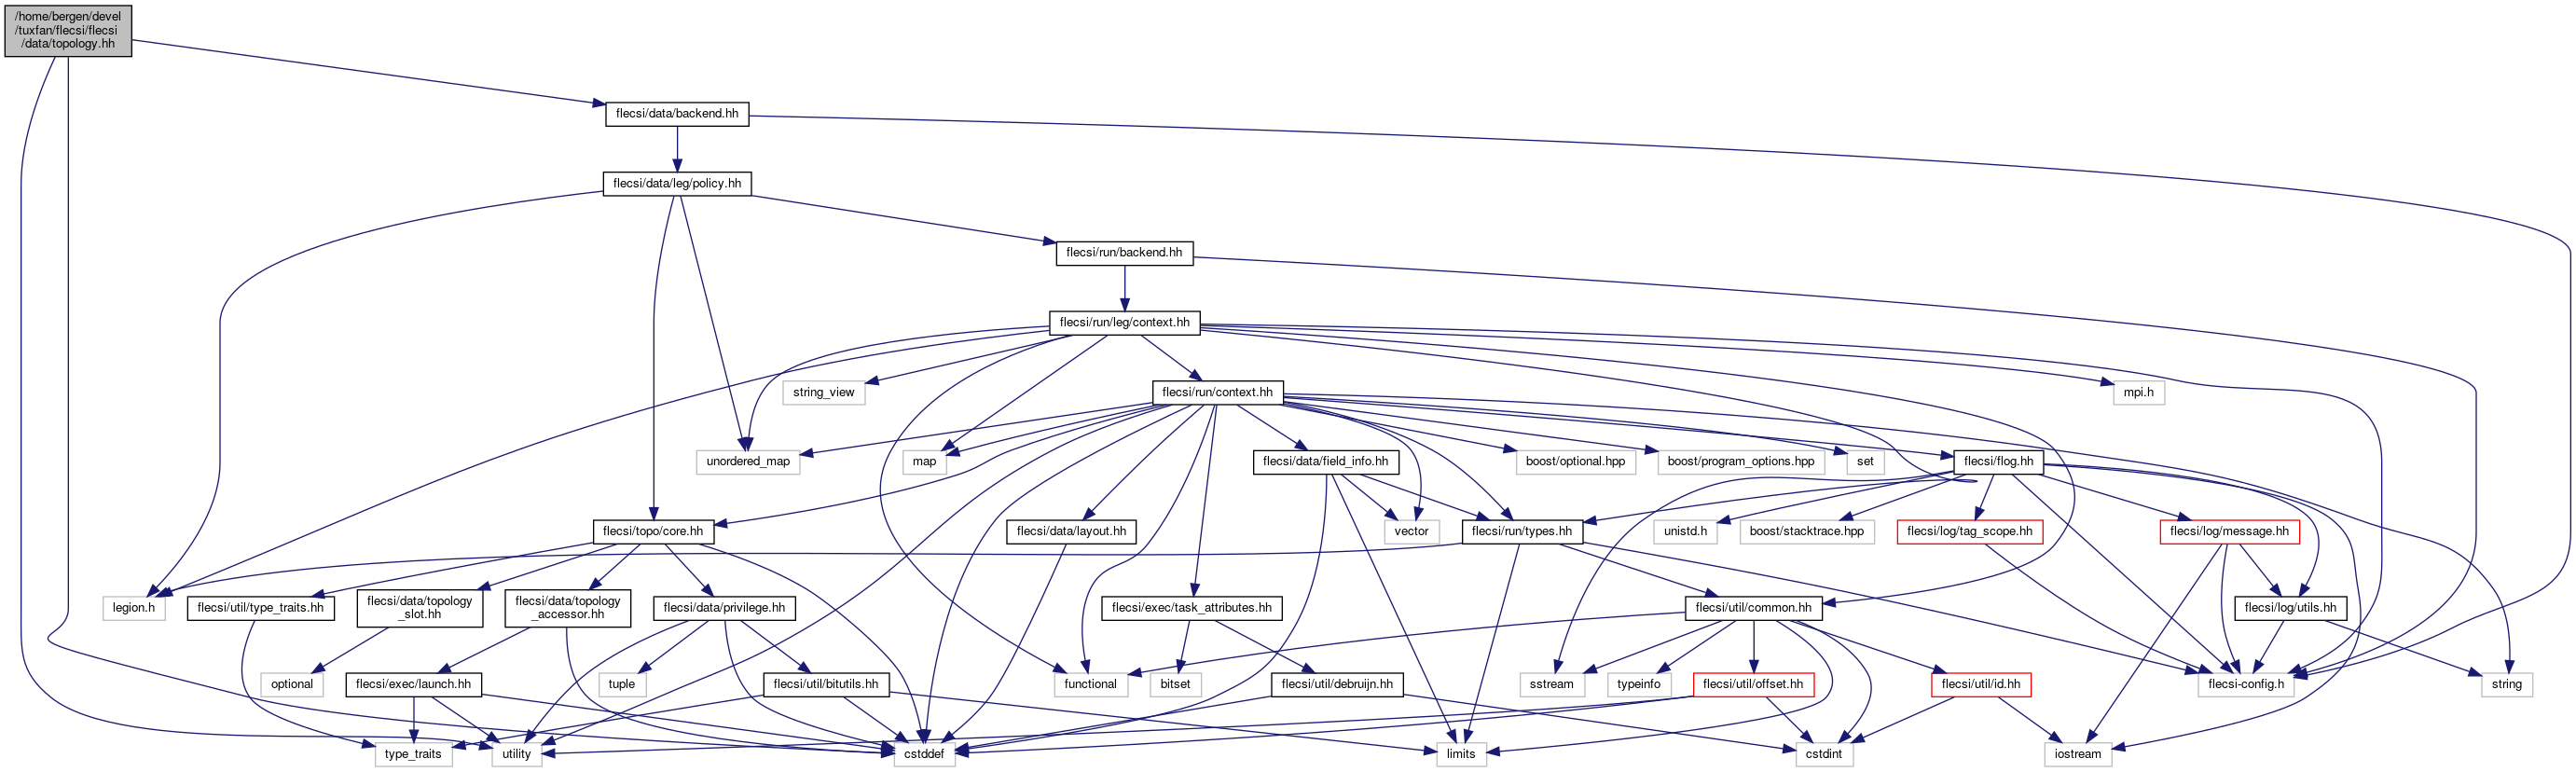 /home/bergen/devel
/tuxfan/flecsi/flecsi
/data/topology.hh
flecsi/data/backend.hh
flecsi/data/leg/policy.hh
flecsi/run/backend.hh
flecsi/run/leg/context.hh
string_view
flecsi/run/context.hh
mpi.h
unordered_map
map
flecsi/data/field_info.hh
boost/optional.hpp
boost/program_options.hpp
set
flecsi/flog.hh
flecsi/topo/core.hh
flecsi/data/layout.hh
vector
flecsi/run/types.hh
unistd.h
boost/stacktrace.hpp
flecsi/log/tag_scope.hh
flecsi/log/message.hh
legion.h
flecsi/util/type_traits.hh
flecsi/data/topology
_slot.hh
flecsi/data/topology
_accessor.hh
flecsi/data/privilege.hh
flecsi/exec/task_attributes.hh
flecsi/util/common.hh
flecsi/log/utils.hh
optional
flecsi/exec/launch.hh
tuple
flecsi/util/bitutils.hh
functional
bitset
flecsi/util/debruijn.hh
sstream
typeinfo
flecsi/util/offset.hh
flecsi/util/id.hh
flecsi-config.h
string
type_traits
utility
cstddef
limits
cstdint
iostream